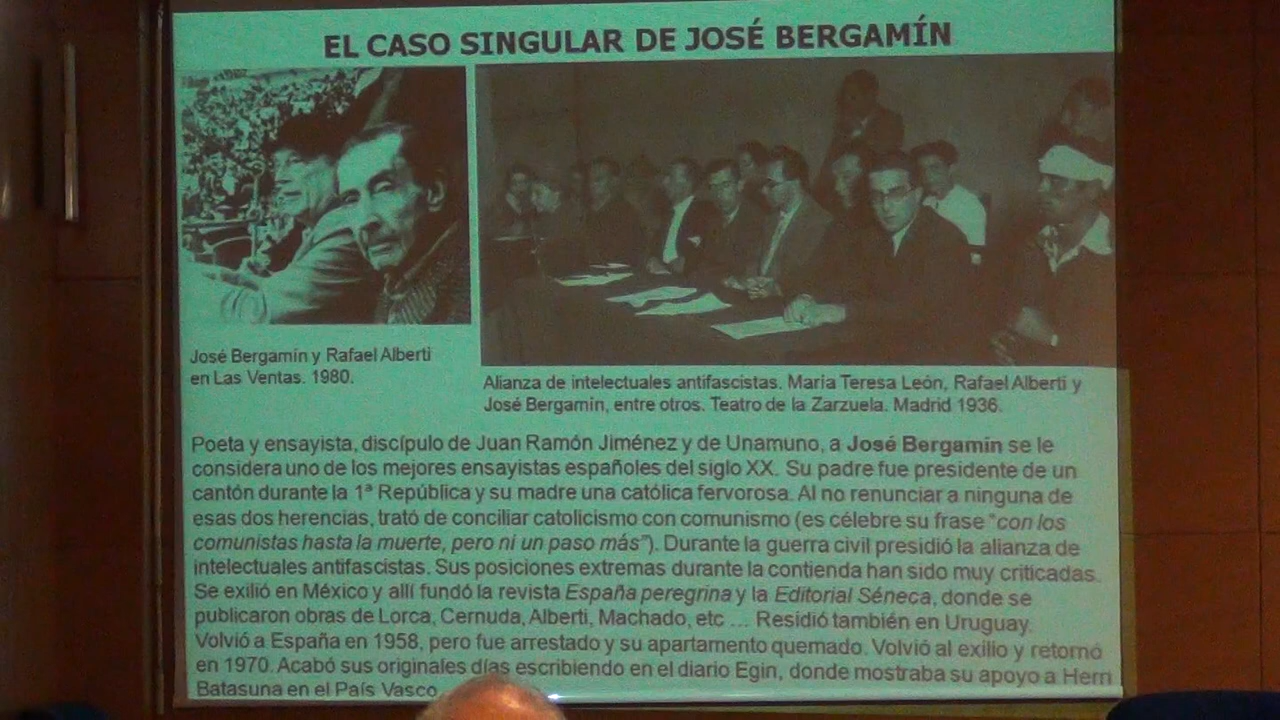 EL CASO SINGULAR DE JOSÉ BERGAMÍN
José Bergamín y Rafael Alberti
en Las Ventas. 1980.
Alianza de intelectuales antifascistas. María Teresa León, Rafael Alberti y
José Bergamín, entre otros. Teatro de la Zarzuela. Madrid 1936.
Poeta y ensayista, discípulo de Juan Ramón Jiménez y de Unamuno, a José Bergamín se le
considera uno de los mejores ensayistas españoles del siglo XX. Su padre fue presidente de un
cantón durante la 1ª República y su madre una católica fervorosa. Al no renunciar a ninguna de
esas dos herencias, trató de conciliar catolicismo con comunismo (es célebre su frase “con los
comunistas hasta la muerte, pero ni un paso más”). Durante la guerra civil presidió la alianza de
intelectuales antifascistas. Sus posiciones extremas durante la contienda han sido muy criticadas.
Se exilió en México y allí fundó la revista España peregrina y la Editorial Séneca, donde se
publicaron obras de Lorca, Cernuda, Alberti, Machado, etc ... Residió también en Uruguay.
Volvió a España en 1958, pero fue arrestado y su apartamento quemado. Volvió al exilio y retornó
en 1970. Acabó sus originales días escribiendo en el diario Egin, donde mostraba su apoyo a Herri
Batasuna en el País Vasco.